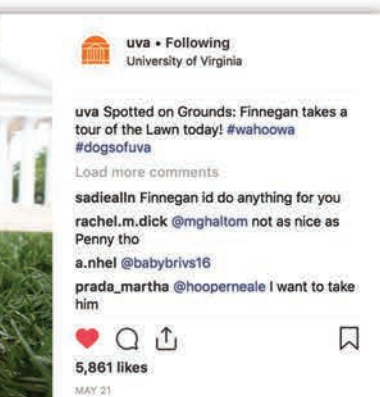 uva • Following
University of Virginia
uva Spotted on Grounds: Finnegan takes a
tour of the Lawn today! #wahoowa
#dogsofuva
Load more comments
sadiealln Finnegan id do anything for you
rachel.m.dick @mghaltom not as nice as
Penny tho
a.nhel @babybrivs16
prada_martha @hooperneale I want to take
him
5,861 likes
MAY 21